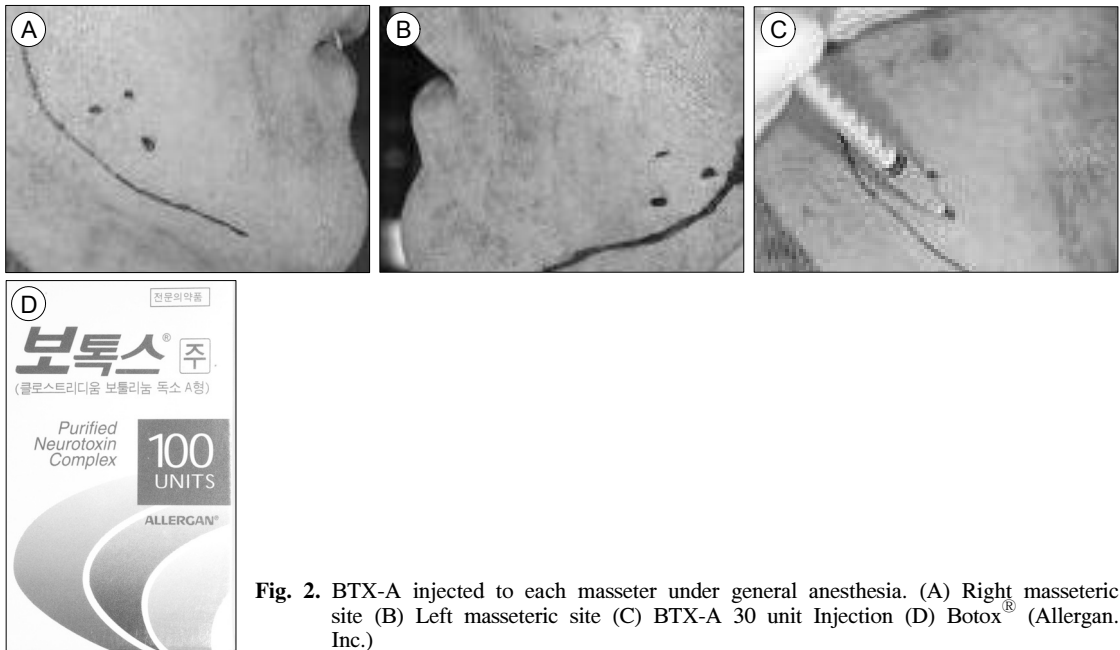 A
B
C
D
전문의약품
보톡스® 주
(클로스트리디움 보툴리눔 독소 A형)
Purified
Neurotoxin
Complex
100
UNITS
ALLERGAN®
Fig. 2. BTX-A injected to each masseter under general anesthesia. (A) Right masseteric
site (B) Left masseteric site (C) BTX-A 30 unit Injection (D) Botox® (Allergan.
Inc.)